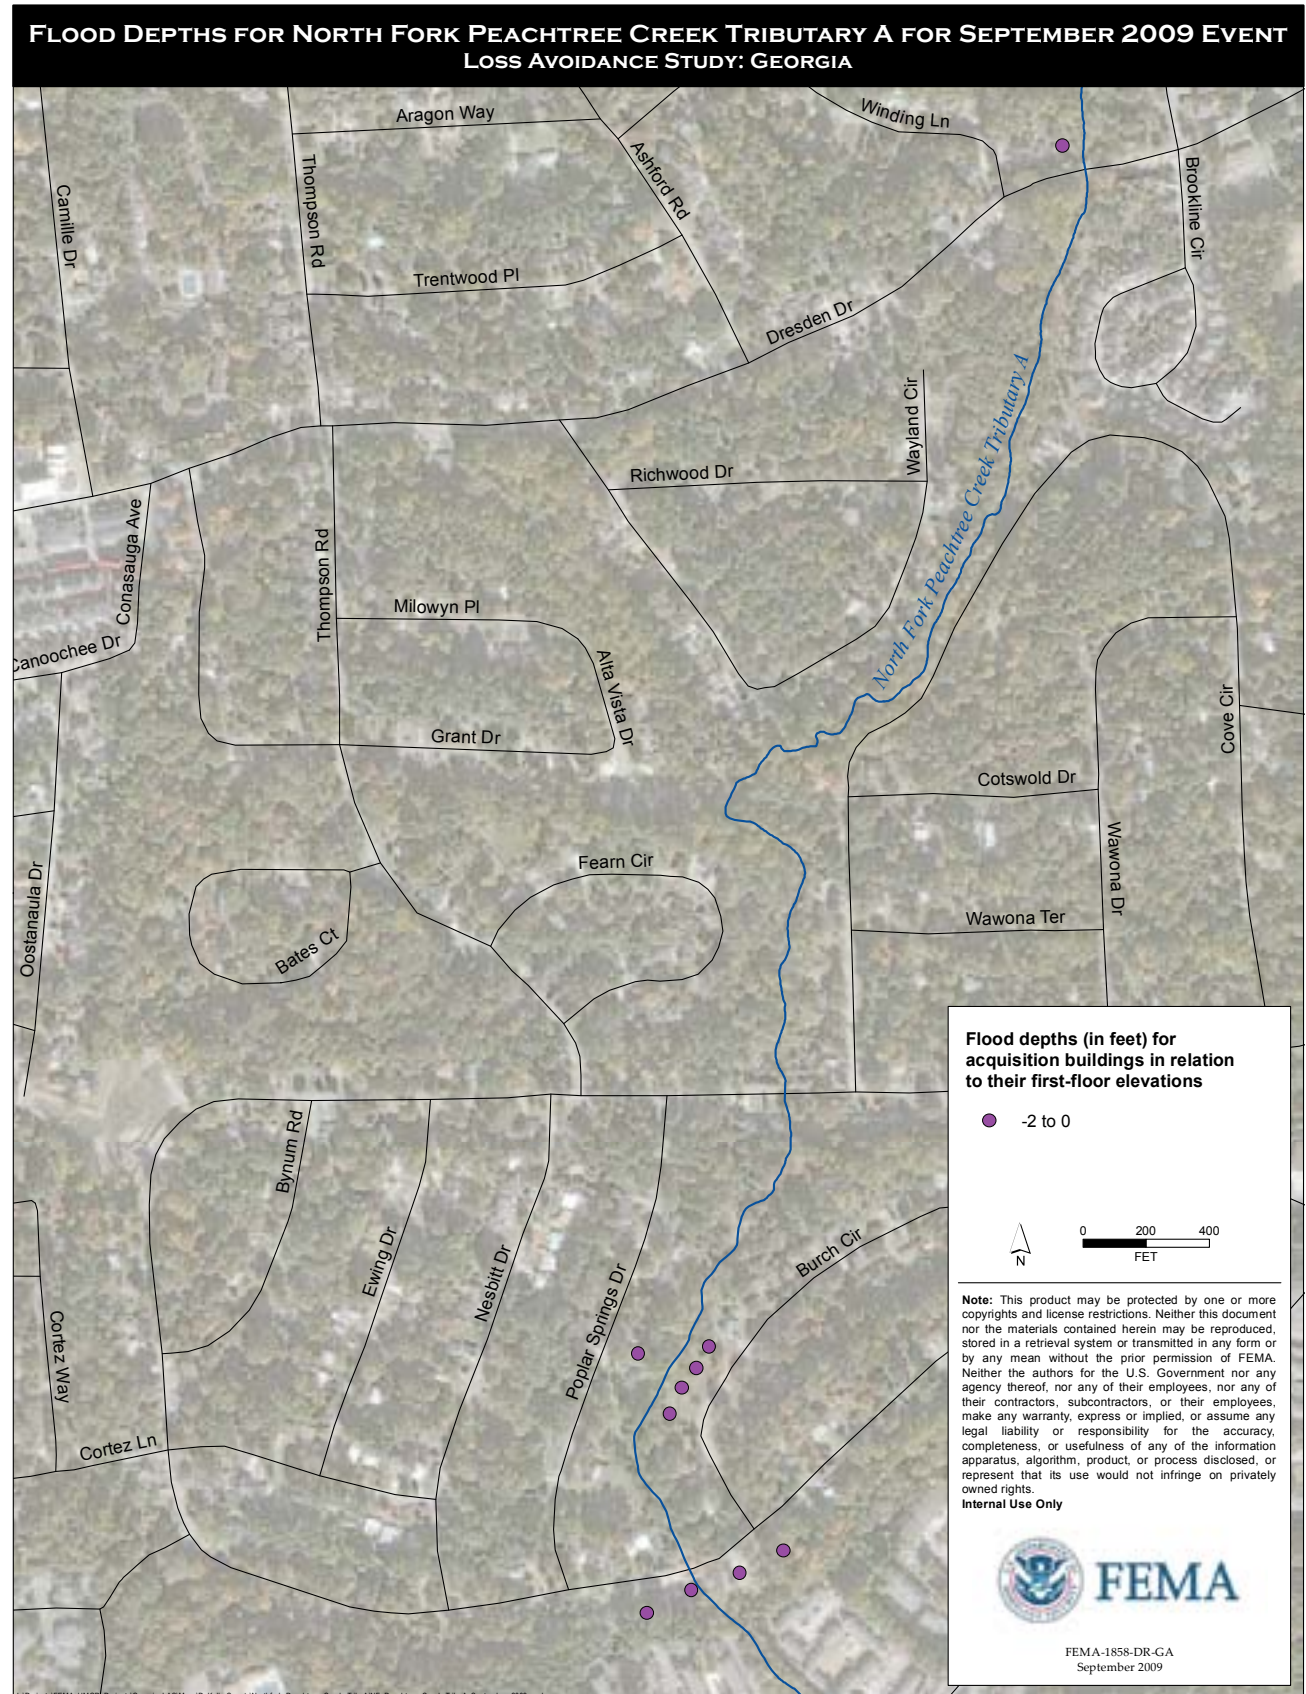 FLOOD DEPTHS FOR NORTH FORK PEACHTREE CREEK TRIBUTARY A FOR SEPTEMBER 2009 EVENT
LOSS AVOIDANCE STUDY: GEORGIA
Aragon Way
Winding Ln
Ashford Rd
Thompson Rd
Camille Dr
Brookline Cir
Trentwood Pl
Dresden Dr
North Fork Peachtree Creek Tributary A
Wayland Cir
Richwood Dr
Conasauga Ave
Thompson Rd
Milowyn Pl
Canoochee Dr
Alta Vista Dr
Grant Dr
Cove Cir
Cotswold Dr
Wawona Dr
Fearn Cir
Oostanaula Dr
Bates Ct
Wawona Ter
Bynum Rd
Ewing Dr
Nesbitt Dr
Poplar Springs Dr
Burch Cir
Cortez Way
Cortez Ln
Flood depths (in feet) for
acquisition buildings in relation
to their first-floor elevations
-2 to 0
N
0 200 400
FET
Note: This product may be protected by one or more
copyrights and license restrictions. Neither this document
nor the materials contained herein may be reproduced,
stored in a retrieval system or transmitted in any form or
by any mean without the prior permission of FEMA.
Neither the authors for the U.S. Government nor any
agency thereof, nor any of their employees, nor any of
their contractors, subcontractors, or their employees,
make any warranty, express or implied, or assume any
legal liability or responsibility for the accuracy,
completeness, or usefulness of any of the information
apparatus, algorithm, product, or process disclosed, or
represent that its use would not infringe on privately
owned rights.
Internal Use Only
FEMA
FEMA-1858-DR-GA
September 2009